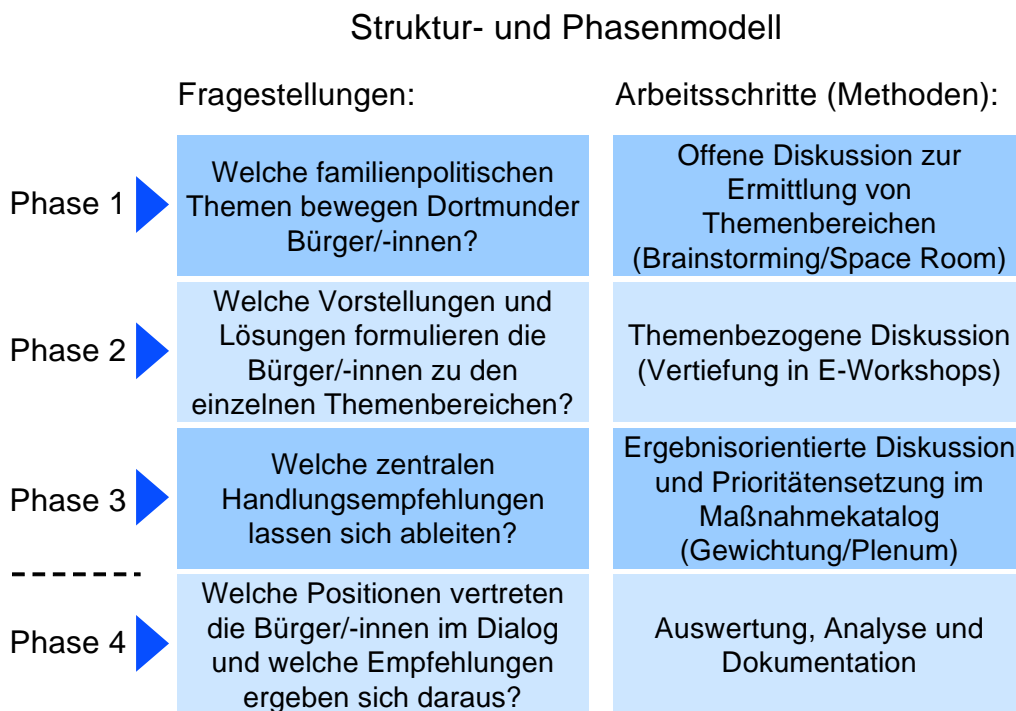 Struktur- und Phasenmodell
Fragestellungen:
Arbeitsschritte (Methoden):
Phase 1
Welche familienpolitischen
Themen bewegen Dortmunder
Bürger/-innen?
Offene Diskussion zur
Ermittlung von
Themenbereichen
(Brainstorming/Space Room)
Phase 2
Welche Vorstellungen und
Lösungen formulieren die
Bürger/-innen zu den
einzelnen Themenbereichen?
Themenbezogene Diskussion
(Vertiefung in E-Workshops)
Phase 3
Welche zentralen
Handlungsempfehlungen
lassen sich ableiten?
Ergebnisorientierte Diskussion
und Prioritätensetzung im
Maßnahmekatalog
(Gewichtung/Plenum)
Phase 4
Welche Positionen vertreten
die Bürger/-innen im Dialog
und welche Empfehlungen
ergeben sich daraus?
Auswertung, Analyse und
Dokumentation